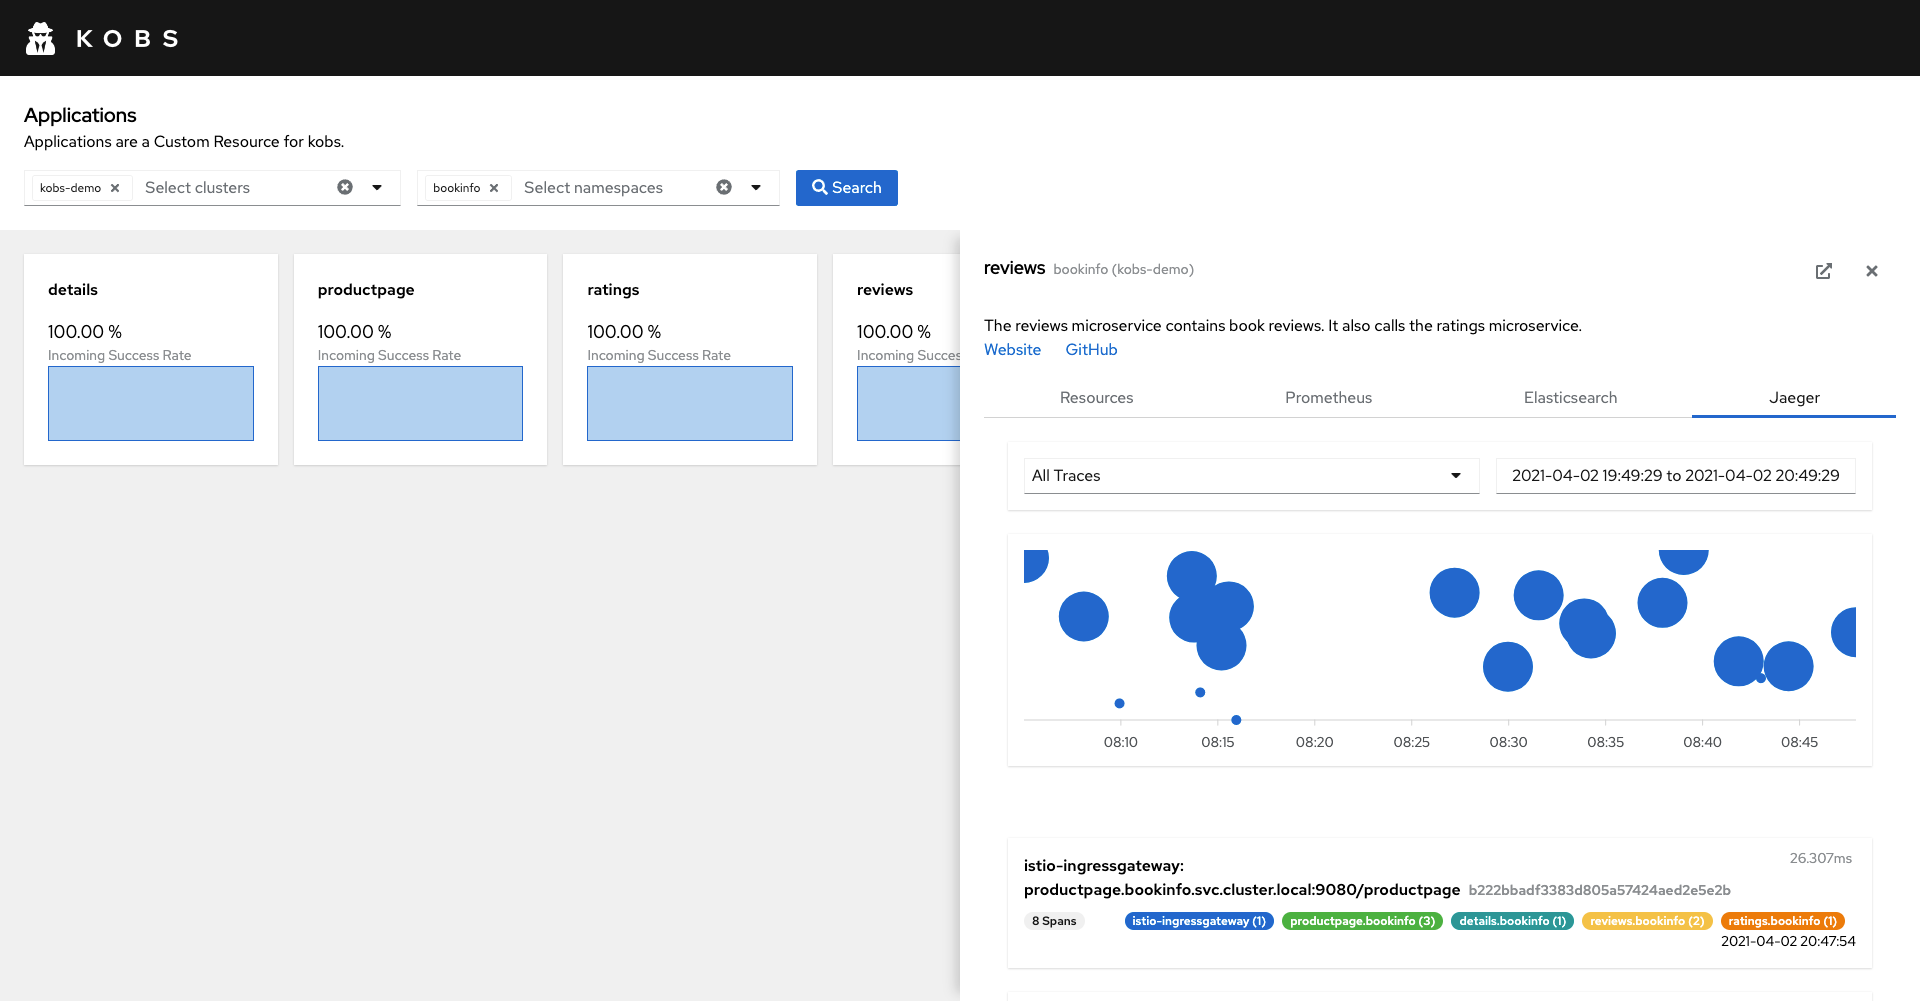 KOBS
Applications
Applications are a Custom Resource for kobs.
kobs-demo Select clusters bookinfo Select namespaces Search
details
100.00 %
Incoming Success Rate
productpage
100.00 %
Incoming Success Rate
ratings
100.00 %
Incoming Success Rate
reviews
100.00 %
Incoming Succes
reviews bookinfo (kobs-demo)
The reviews microservice contains book reviews. It also calls the ratings microservice.
Website GitHub
Resources Prometheus Elasticsearch Jaeger
All Traces 2021-04-02 19:49:29 to 2021-04-02 20:49:29
08:10 08:15 08:20 08:25 08:30 08:35 08:40 08:45
istio-ingressgateway: 26.307ms
productpage.bookinfo.svc.cluster.local:9080/productpage b222bbadf3383d805a57424aed2e5e2b
8 Spans istio-ingressgateway (1) productpage.bookinfo (3) details.bookinfo (1) reviews.bookinfo (2) ratings.bookinfo (1)
2021-04-02 20:47:54